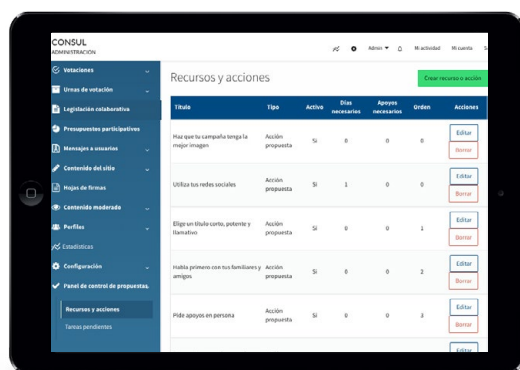 CONSUL
ADMINISTRACIÓN
Admin
Mi actividad
Mi cuenta
Votaciones
Urnas de votación
Legislación colaborativa
Presupuestos participativos
Mensajes a usuarios
Contenido del sitio
Hojas de firmas
Contenido moderado
Perfiles
Estadísticas
Configuración
Panel de control de propuestas
Recursos y acciones
Tareas pendientes
Recursos y acciones
Crear recurso o acción
Título Tipo Activo Días necesarios Apoyos necesarios Orden Acciones
Haz que tu campaña tenga la
mejor imagen
Acción
propuesta
Sí 0 0 0
Editar
Borrar
Utiliza tus redes sociales
Acción
propuesta
Sí 1 0 0
Editar
Borrar
Elige un título corto, potente y
llamativo
Acción
propuesta
Sí 0 0 1
Editar
Borrar
Habla primero con tus familiares y
amigos
Acción
propuesta
Sí 0 0 2
Editar
Borrar
Pide apoyos en persona
Acción
propuesta
Sí 0 0 3
Editar
Borrar
Editar